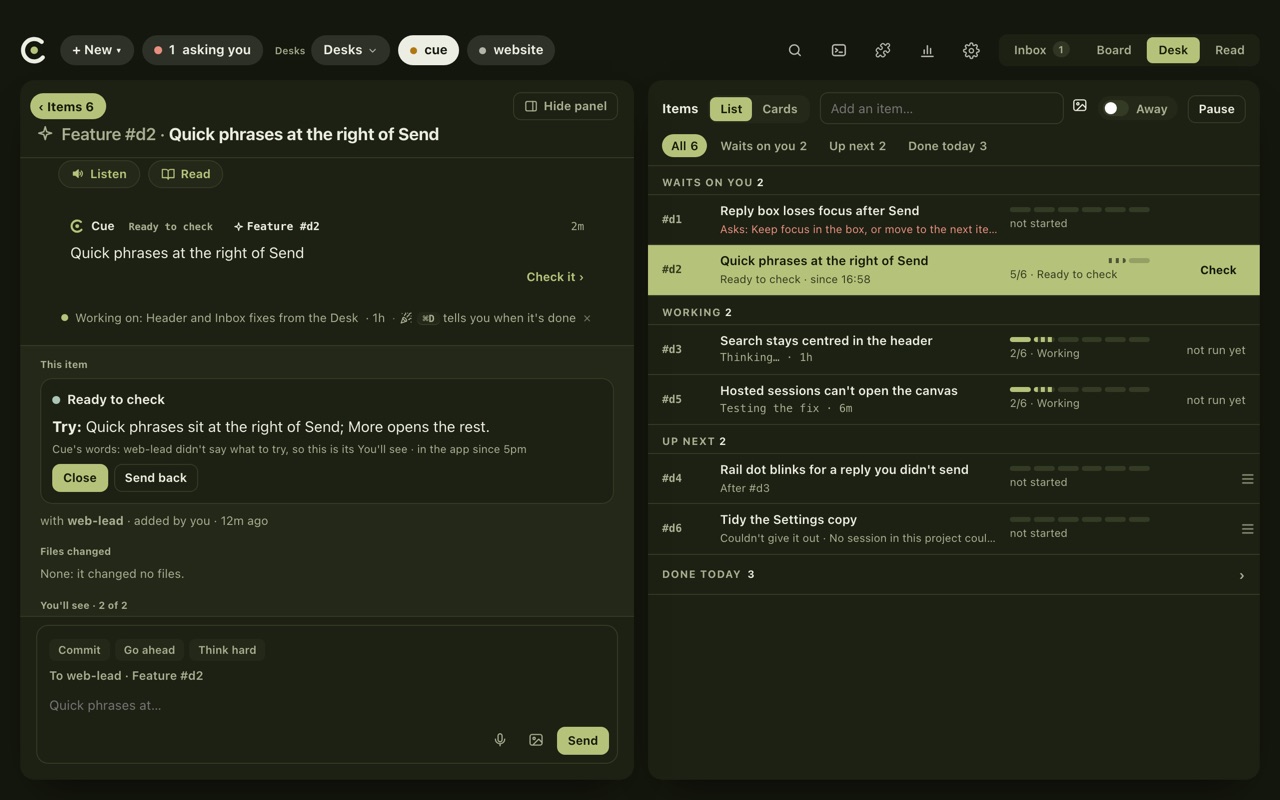 + New ▾
1 asking you
Desks
Desks
cue
website
Inbox 1
Board
Desk
Read
‹ Items 6
Hide panel
Feature #d2 · Quick phrases at the right of Send
Listen
Read
Cue Ready to check Feature #d2 2m
Quick phrases at the right of Send
Check it ›
Working on: Header and Inbox fixes from the Desk · 1h · ⌘D tells you when it's done ×
This item
Ready to check
Try: Quick phrases sit at the right of Send; More opens the rest.
Cue's words: web-lead didn't say what to try, so this is its You'll see · in the app since 5pm
Close
Send back
with web-lead · added by you · 12m ago
Files changed
None: it changed no files.
You'll see · 2 of 2
Commit
Go ahead
Think hard
To web-lead · Feature #d2
Quick phrases at…
Send
Items
List
Cards
Add an item…
Away
Pause
All 6
Waits on you 2
Up next 2
Done today 3
WAITS ON YOU 2
#d1
Reply box loses focus after Send
Asks: Keep focus in the box, or move to the next ite…
not started
#d2
Quick phrases at the right of Send
Ready to check · since 16:58
5/6 · Ready to check
Check
WORKING 2
#d3
Search stays centred in the header
Thinking… · 1h
2/6 · Working
not run yet
#d5
Hosted sessions can't open the canvas
Testing the fix · 6m
2/6 · Working
not run yet
UP NEXT 2
#d4
Rail dot blinks for a reply you didn't send
After #d3
not started
#d6
Tidy the Settings copy
Couldn't give it out · No session in this project coul…
not started
DONE TODAY 3 ›